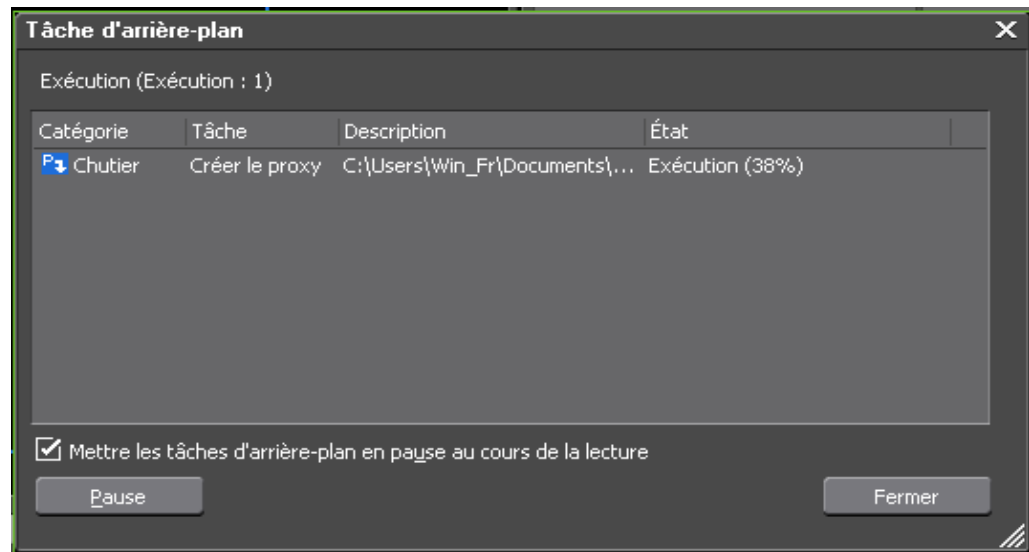 Tâche d'arrière-plan
Exécution (Exécution : 1)
Catégorie Tâche Description État
Chutier Créer le proxy C:\Users\Win_Fr\Documents\... Exécution (38%)
Mettre les tâches d'arrière-plan en pause au cours de la lecture
Pause Fermer